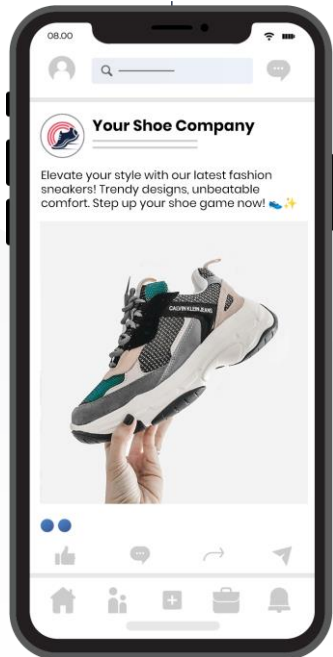 08.00
Your Shoe Company
Elevate your style with our latest fashion
sneakers! Trendy designs, unbeatable
comfort. Step up your shoe game now! 👟✨
CALVIN KLEIN JEANS